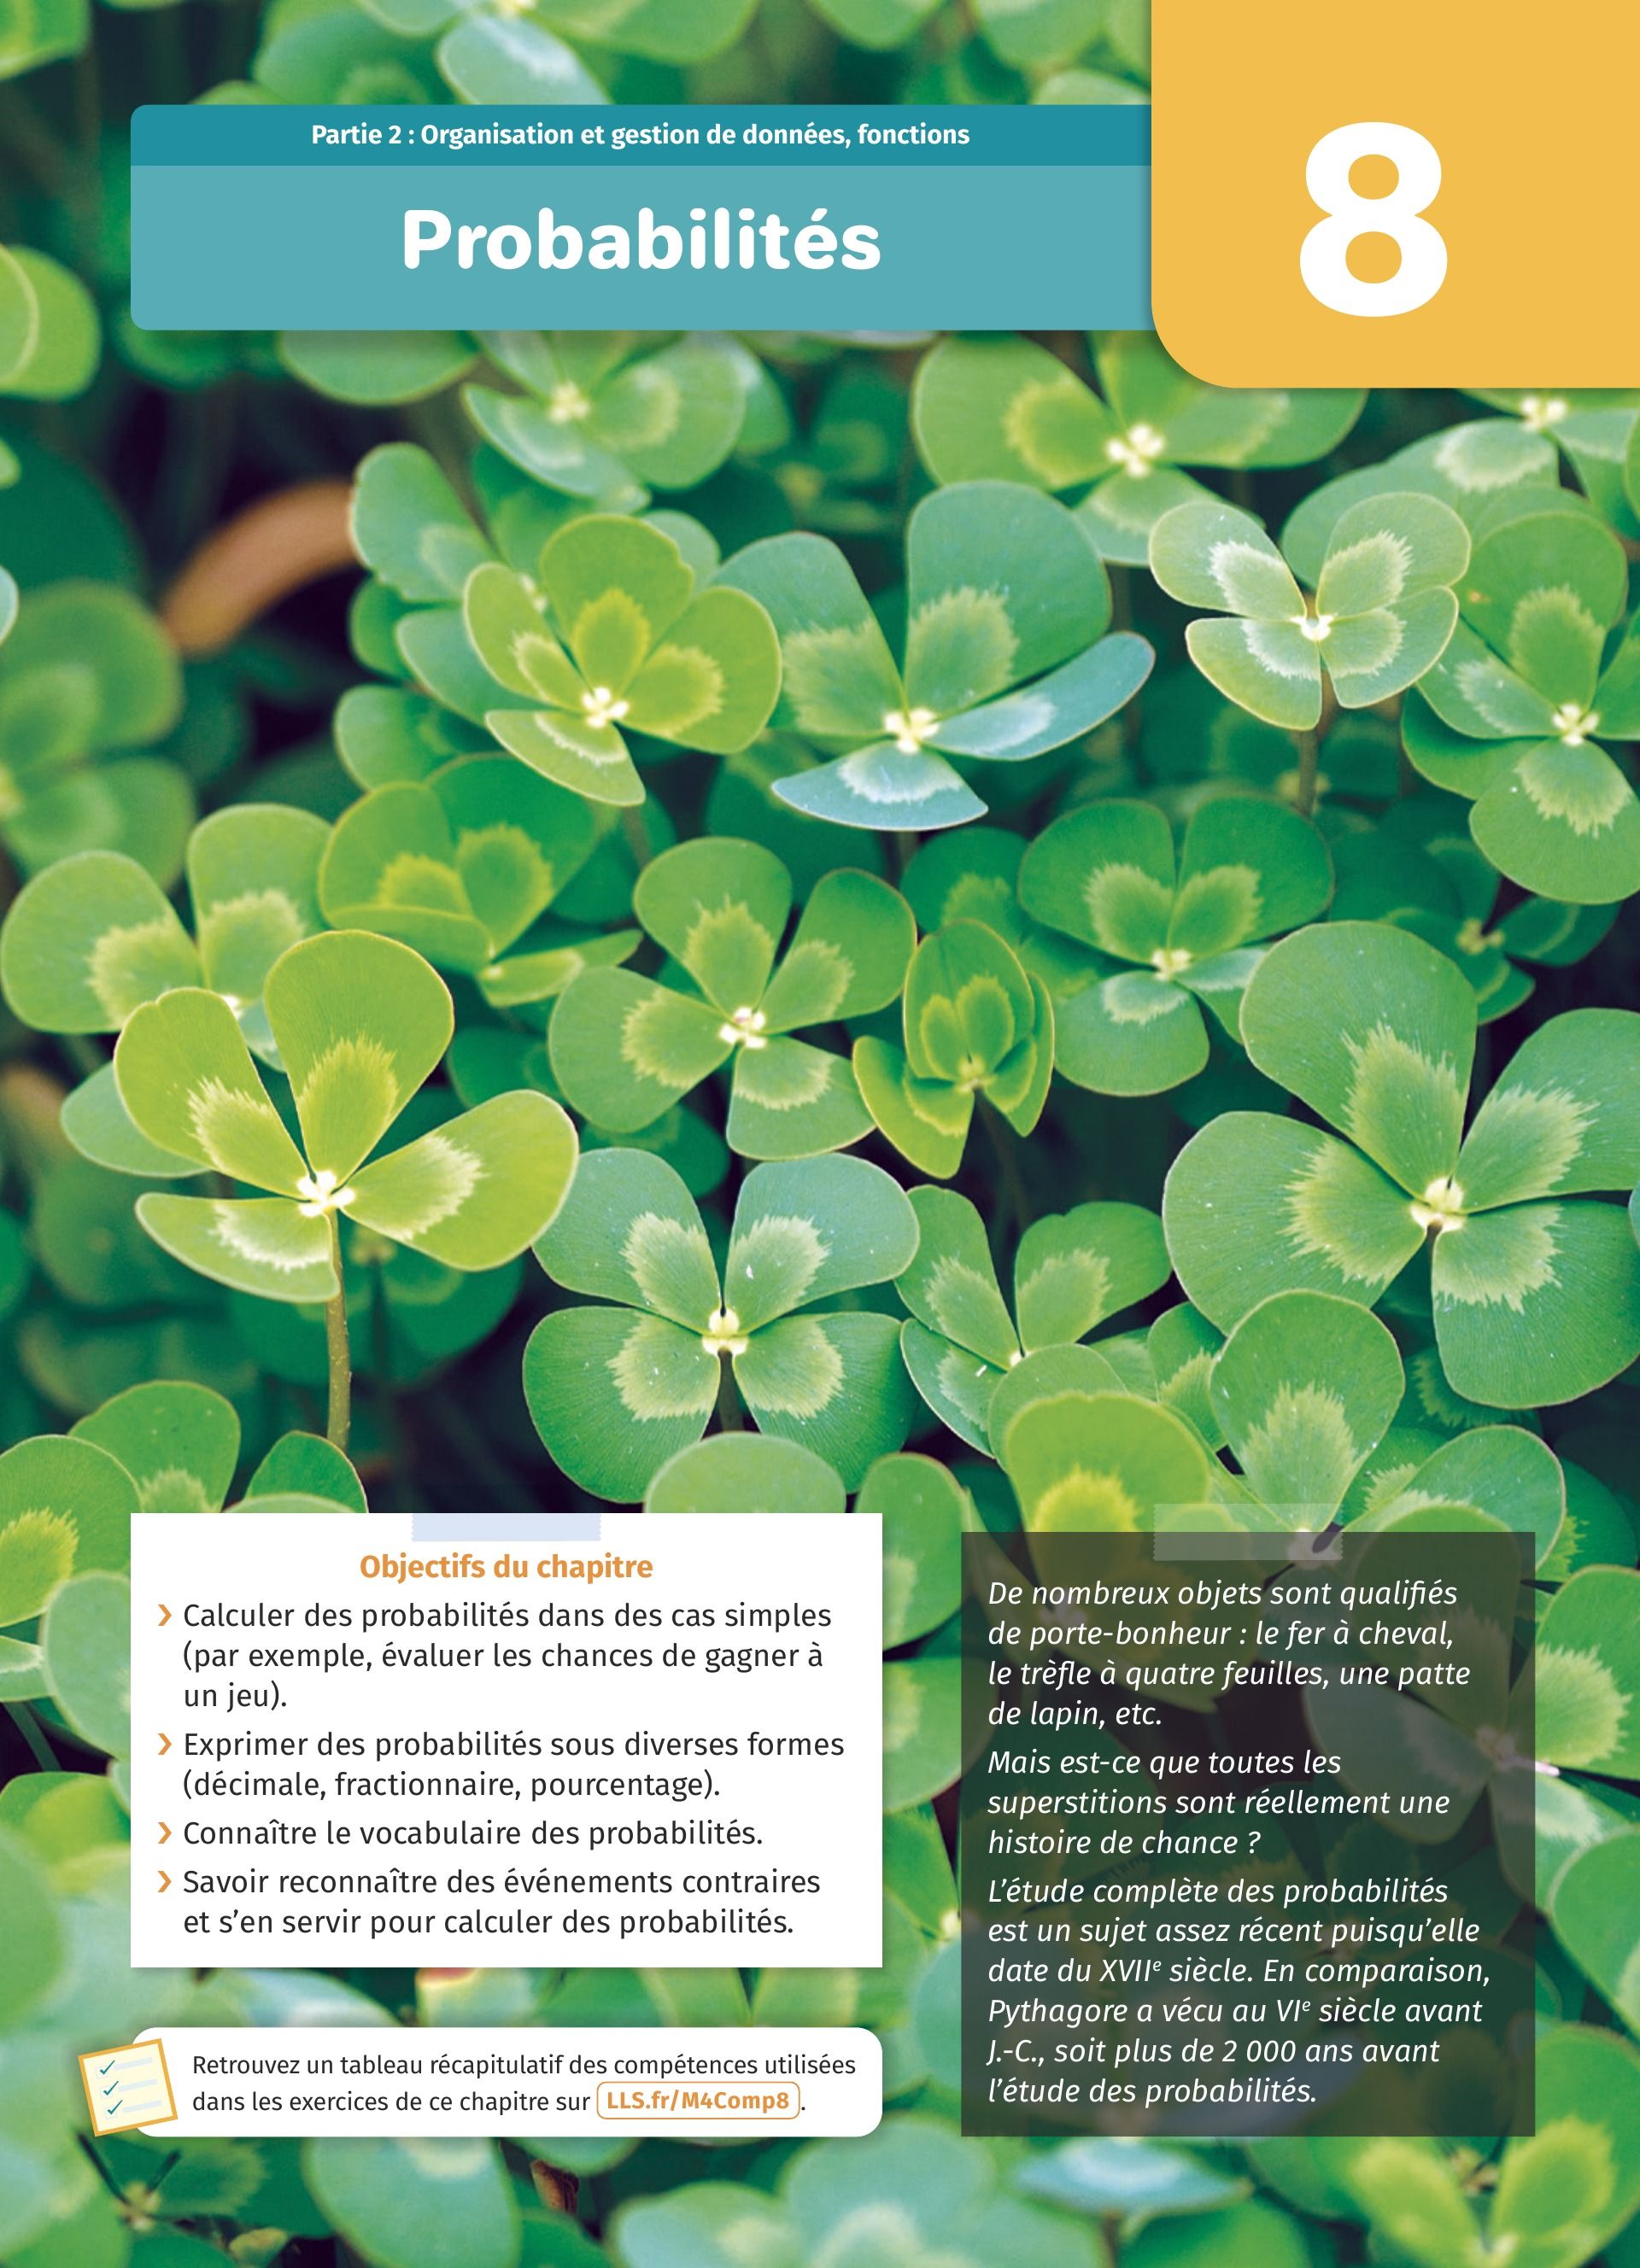 Partie 2 : Organisation et gestion de données, fonctions
Probabilités
8
Objectifs du chapitre
› Calculer des probabilités dans des cas simples
(par exemple, évaluer les chances de gagner à
un jeu).
› Exprimer des probabilités sous diverses formes
(décimale, fractionnaire, pourcentage).
› Connaître le vocabulaire des probabilités.
› Savoir reconnaître des événements contraires
et s’en servir pour calculer des probabilités.
Retrouvez un tableau récapitulatif des compétences utilisées
dans les exercices de ce chapitre sur LLS.fr/M4Comp8.
De nombreux objets sont qualifiés
de porte-bonheur : le fer à cheval,
le trèfle à quatre feuilles, une patte
de lapin, etc.
Mais est-ce que toutes les
superstitions sont réellement une
histoire de chance ?
L’étude complète des probabilités
est un sujet assez récent puisqu’elle
date du XVIIe siècle. En comparaison,
Pythagore a vécu au VIe siècle avant
J.-C., soit plus de 2 000 ans avant
l’étude des probabilités.